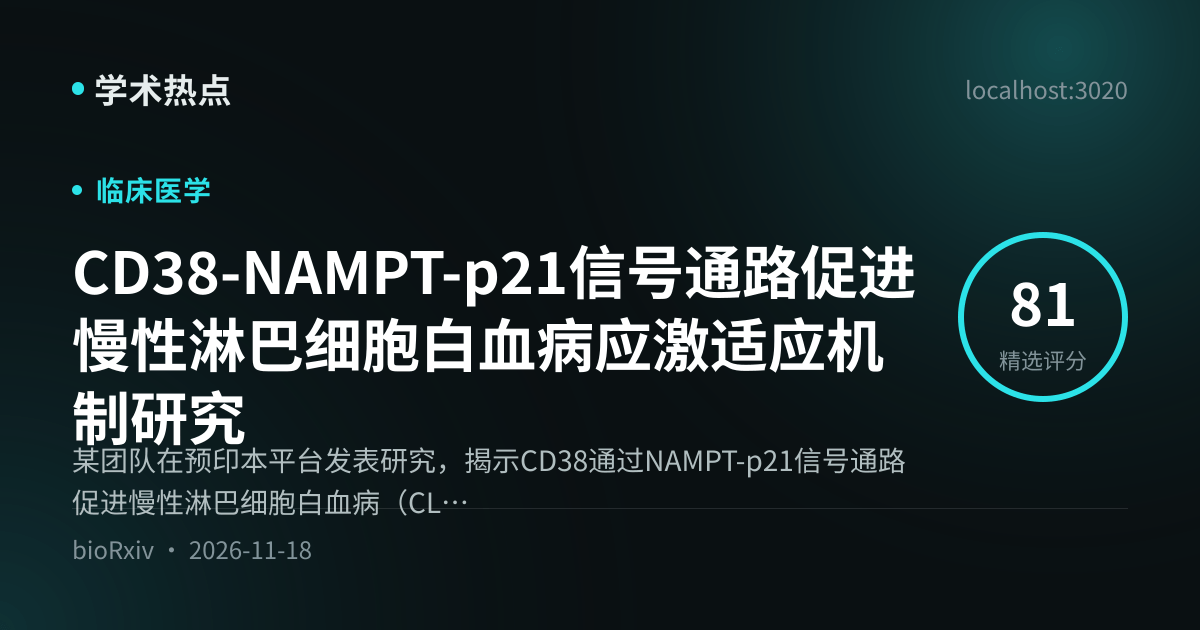 学术热点
localhost:3020
临床医学
CD38-NAMPT-p21信号通路促进
慢性淋巴细胞白血病应激适应机
制研究
81
精选评分
某团队在预印本平台发表研究，揭示CD38通过NAMPT-p21信号通路
促进慢性淋巴细胞白血病（CL…
bioRxiv · 2026-11-18